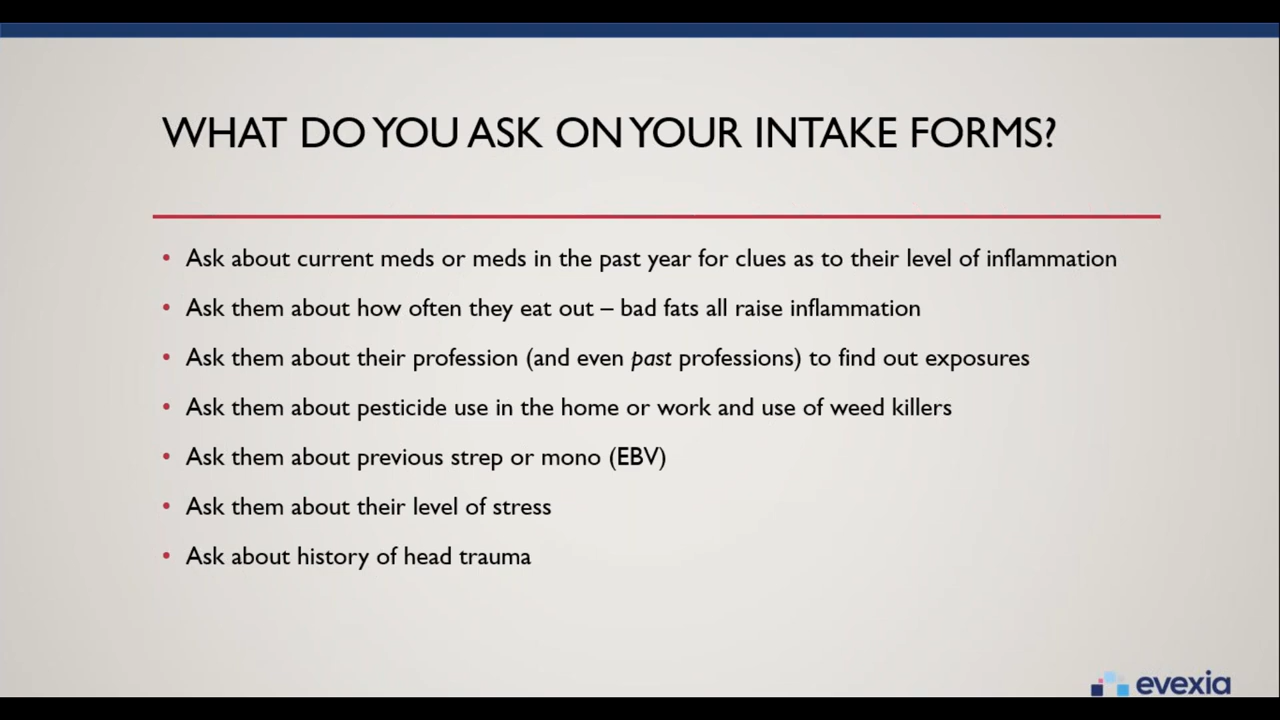 WHAT DO YOU ASK ON YOUR INTAKE FORMS?
• Ask about current meds or meds in the past year for clues as to their level of inflammation
• Ask them about how often they eat out – bad fats all raise inflammation
• Ask them about their profession (and even past professions) to find out exposures
• Ask them about pesticide use in the home or work and use of weed killers
• Ask them about previous strep or mono (EBV)
• Ask them about their level of stress
• Ask about history of head trauma
evexia